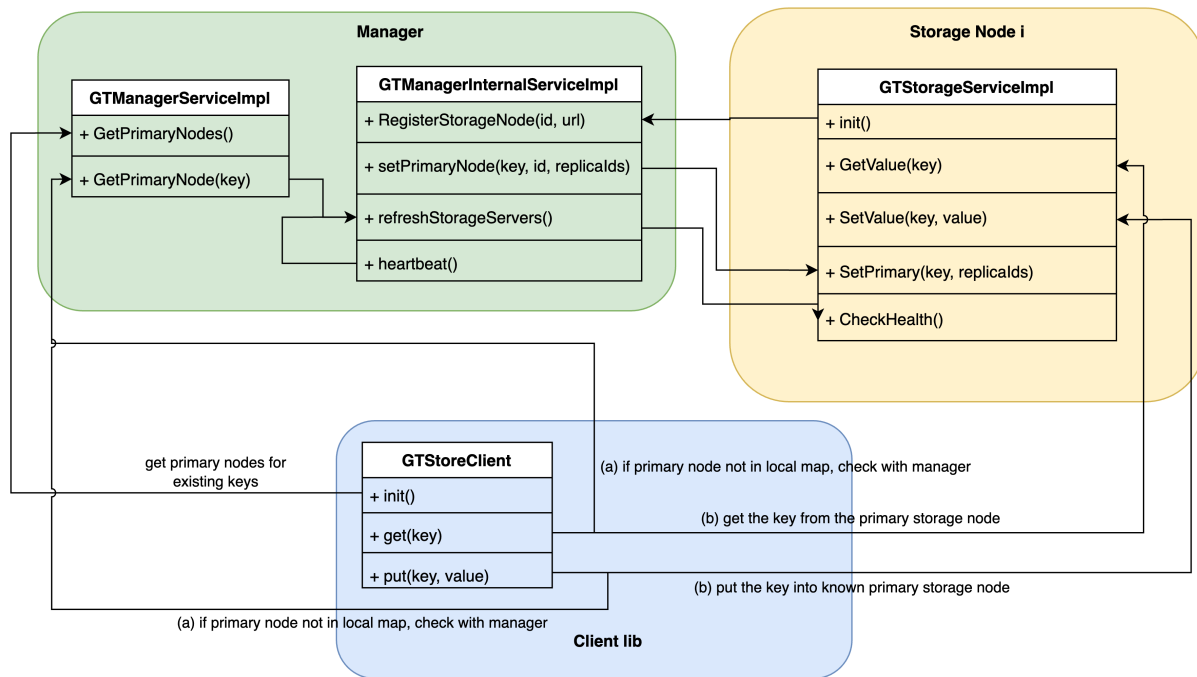 Manager
GTManagerServiceImpl
+ GetPrimaryNodes()
+ GetPrimaryNode(key)
GTManagerInternalServiceImpl
+ RegisterStorageNode(id, url)
+ setPrimaryNode(key, id, replicaIds)
+ refreshStorageServers()
+ heartbeat()
Storage Node i
GTStorageServiceImpl
+ init()
+ GetValue(key)
+ SetValue(key, value)
+ SetPrimary(key, replicaIds)
+ CheckHealth()
get primary nodes for
existing keys
GTStoreClient
+ init()
+ get(key)
+ put(key, value)
(a) if primary node not in local map, check with manager
(b) get the key from the primary storage node
(b) put the key into known primary storage node
(a) if primary node not in local map, check with manager
Client lib